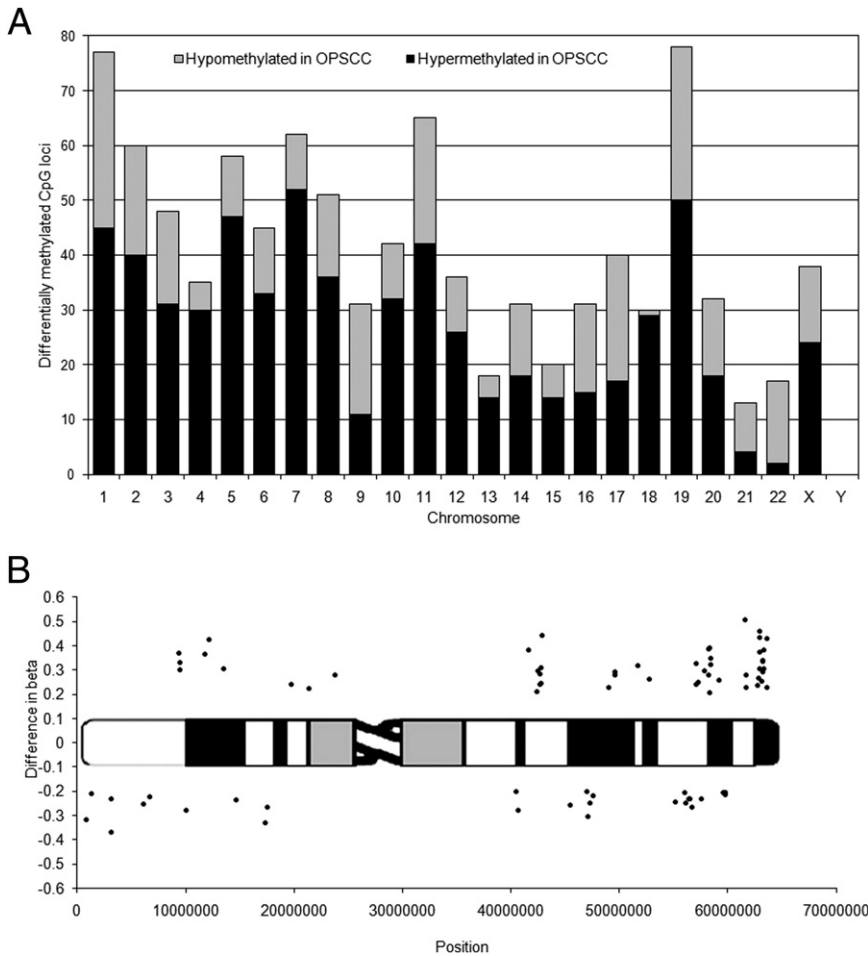 A
Hypomethylated in OPSCC Hypermethylated in OPSCC
Differentially methylated CpG loci
80
70
60
50
40
30
20
10
0
1 2 3 4 5 6 7 8 9 10 11 12 13 14 15 16 17 18 19 20 21 22 X Y
Chromosome
B
Difference in beta
0.6
0.5
0.4
0.3
0.2
0.1
0
-0.1
-0.2
-0.3
-0.4
-0.5
-0.6
0 10000000 20000000 30000000 40000000 50000000 60000000 70000000
Position